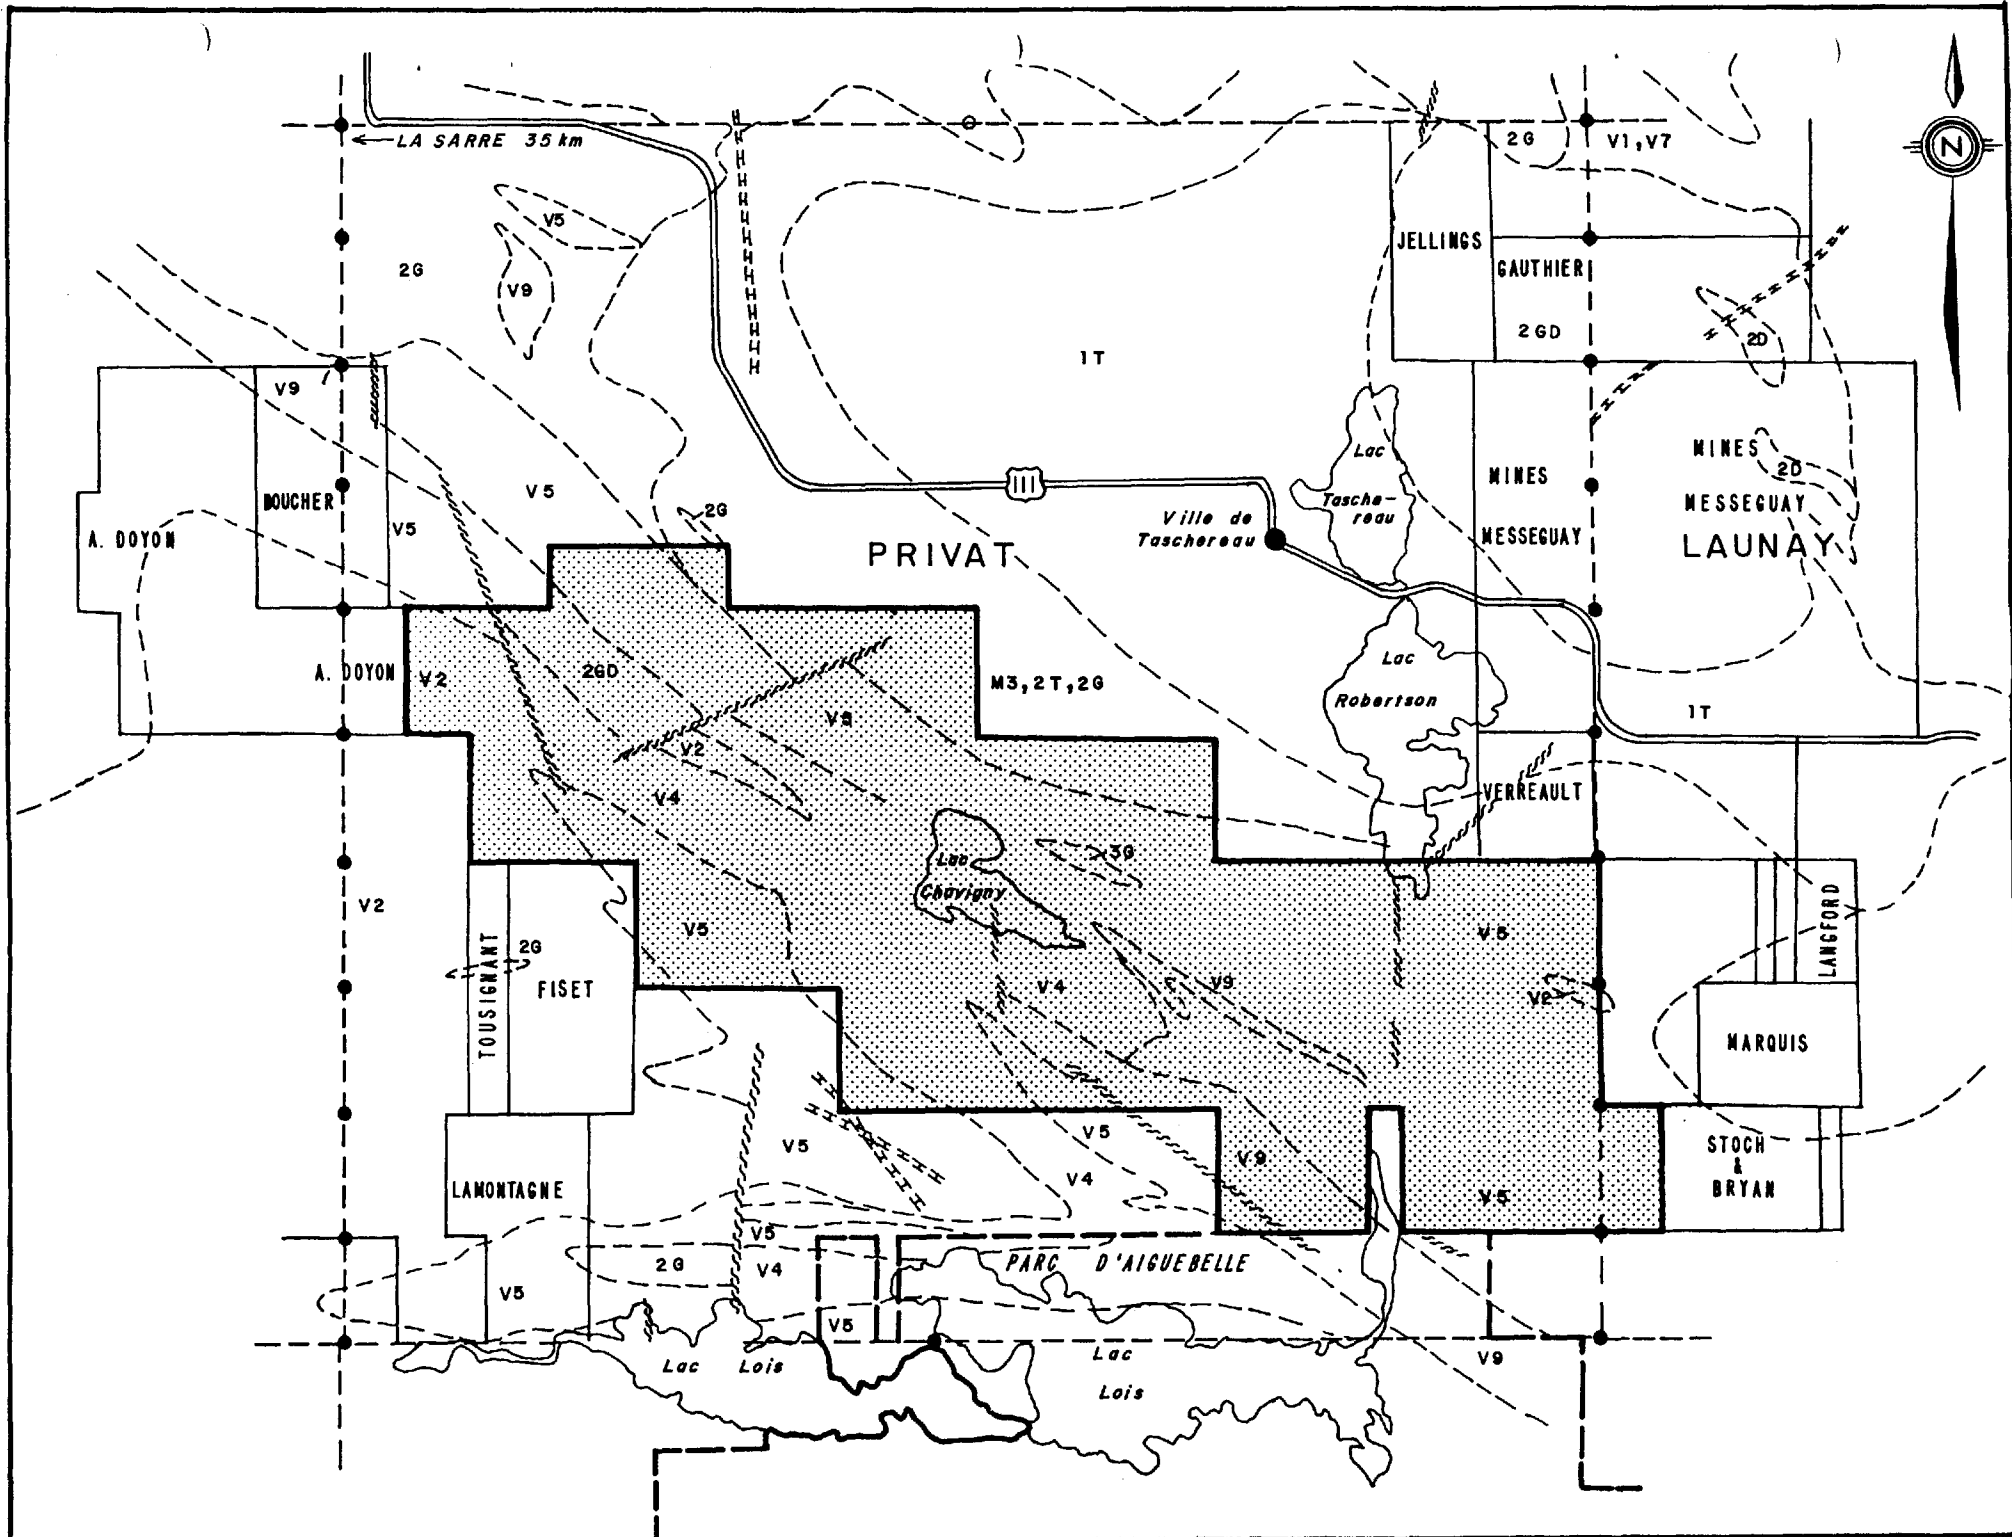 LA SARRE 35 km
2G
V1, V7
N
V5
2G
V9
JELLINGS
GAUTHIER
2GD
2D
1T
V9
BOUCHER
V5
V5
A. DOYON
2G
111
Lac
Tasche-
reau
Ville de
Taschereau
MINES
MESSEGUAY
MINES
2D
MESSEGUAY
LAUNAY
PRIVAT
A. DOYON
V2
2GD
M3, 2T, 2G
Lac
Robertson
1T
V2
V4
VERREAULT
Lac
Chavigny
3G
V2
V5
V5
LANGFORD
TOUSIGNANT
2G
FISET
V4
V9
V2
MARQUIS
V5
V5
V9
V4
V5
STOCH
&
BRYAN
LAMONTAGNE
V5
2G
V4
PARC D'AIGUEBELLE
V5
V5
Lac Lois
Lac
Lois
V9